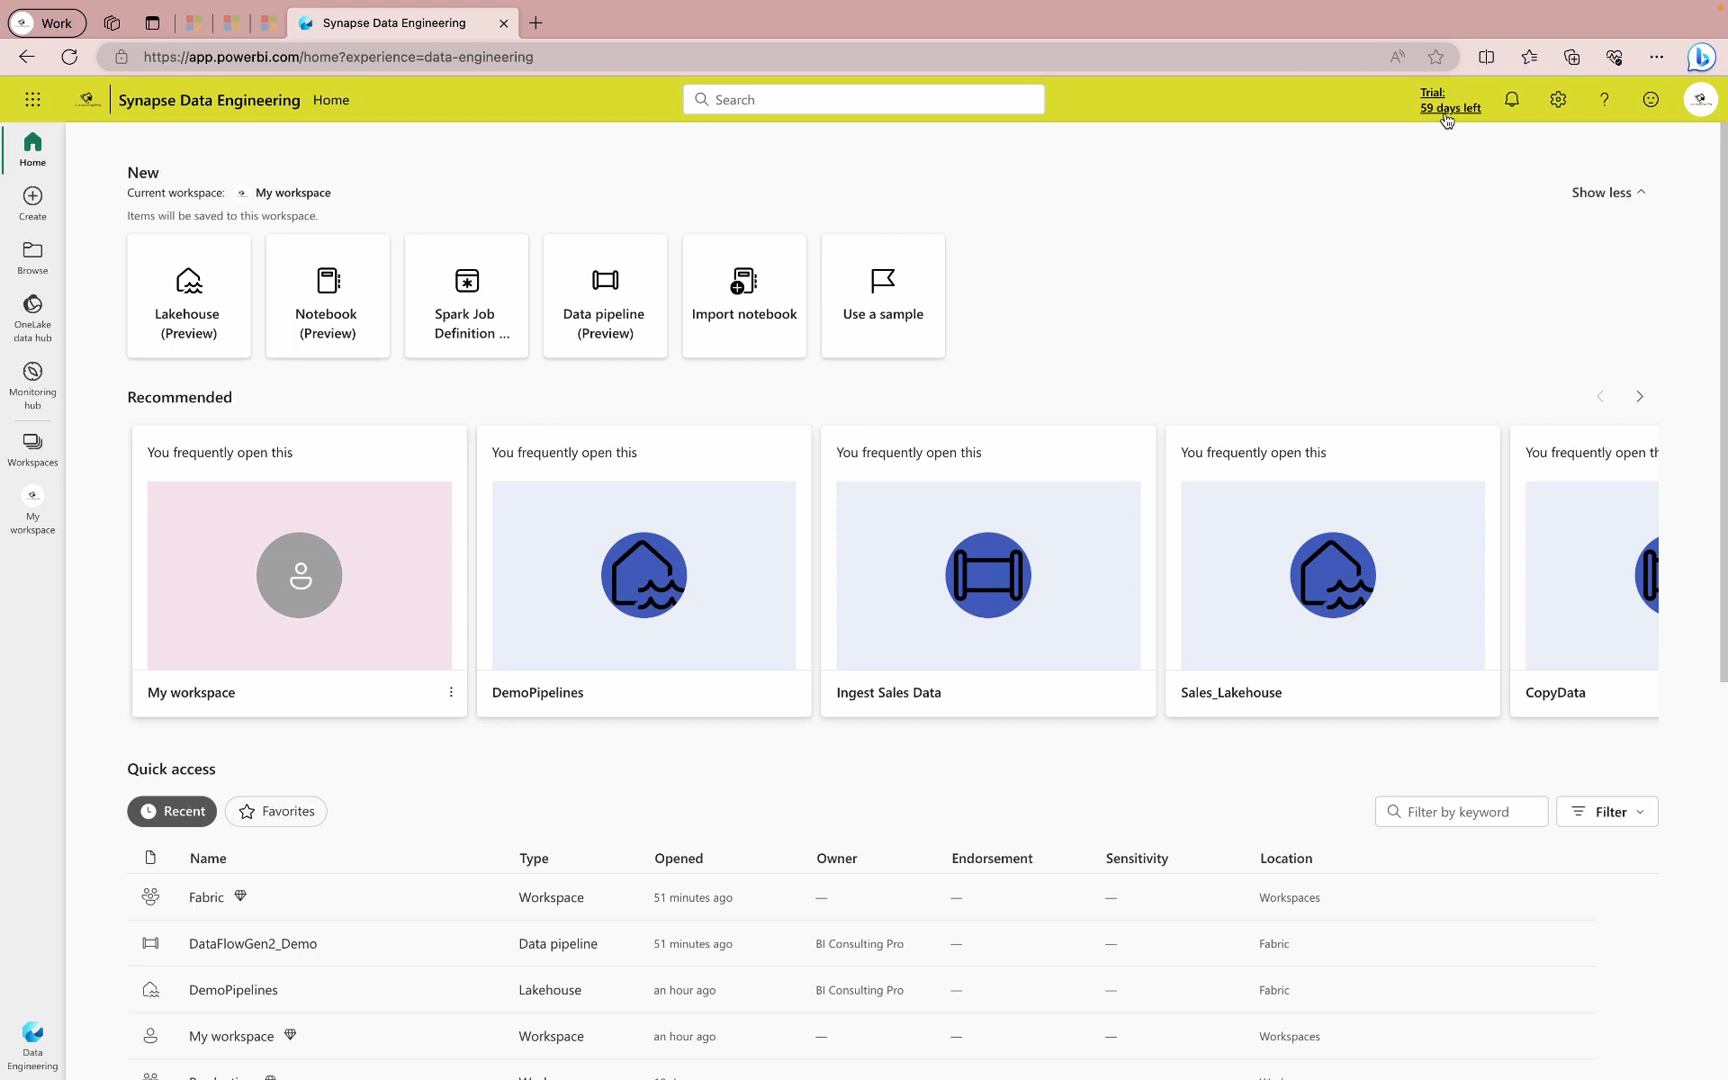 Work
Synapse Data Engineering
https://app.powerbi.com/home?experience=data-engineering
Synapse Data Engineering
Home
Search
Trial:
59 days left
Home
Create
Browse
OneLake
data hub
Monitoring
hub
Workspaces
My
workspace
Data
Engineering
New
Current workspace: My workspace
Show less
Items will be saved to this workspace.
Lakehouse
(Preview)
Notebook
(Preview)
Spark Job
Definition ...
Data pipeline
(Preview)
Import notebook
Use a sample
Recommended
You frequently open this
You frequently open this
You frequently open this
You frequently open this
You frequently open th
My workspace
DemoPipelines
Ingest Sales Data
Sales_Lakehouse
CopyData
Quick access
Recent
Favorites
Filter by keyword
Filter
Name Type Opened Owner Endorsement Sensitivity Location
Fabric Workspace 51 minutes ago — — — Workspaces
DataFlowGen2_Demo Data pipeline 51 minutes ago BI Consulting Pro — — Fabric
DemoPipelines Lakehouse an hour ago BI Consulting Pro — — Fabric
My workspace Workspace an hour ago — — — Workspaces